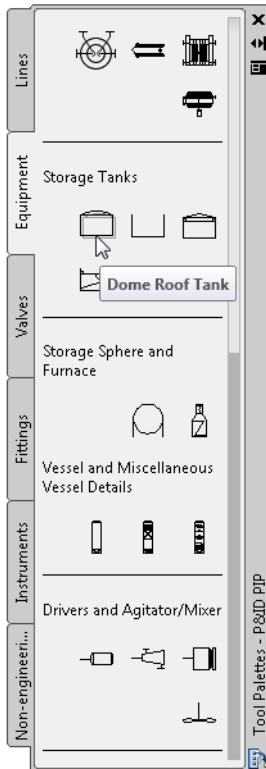 Lines
Equipment
Valves
Fittings
Instruments
Non-engineeri...
Storage Tanks
Dome Roof Tank
Storage Sphere and
Furnace
Vessel and Miscellaneous
Vessel Details
Drivers and Agitator/Mixer
Tool Palettes - P&ID PIP